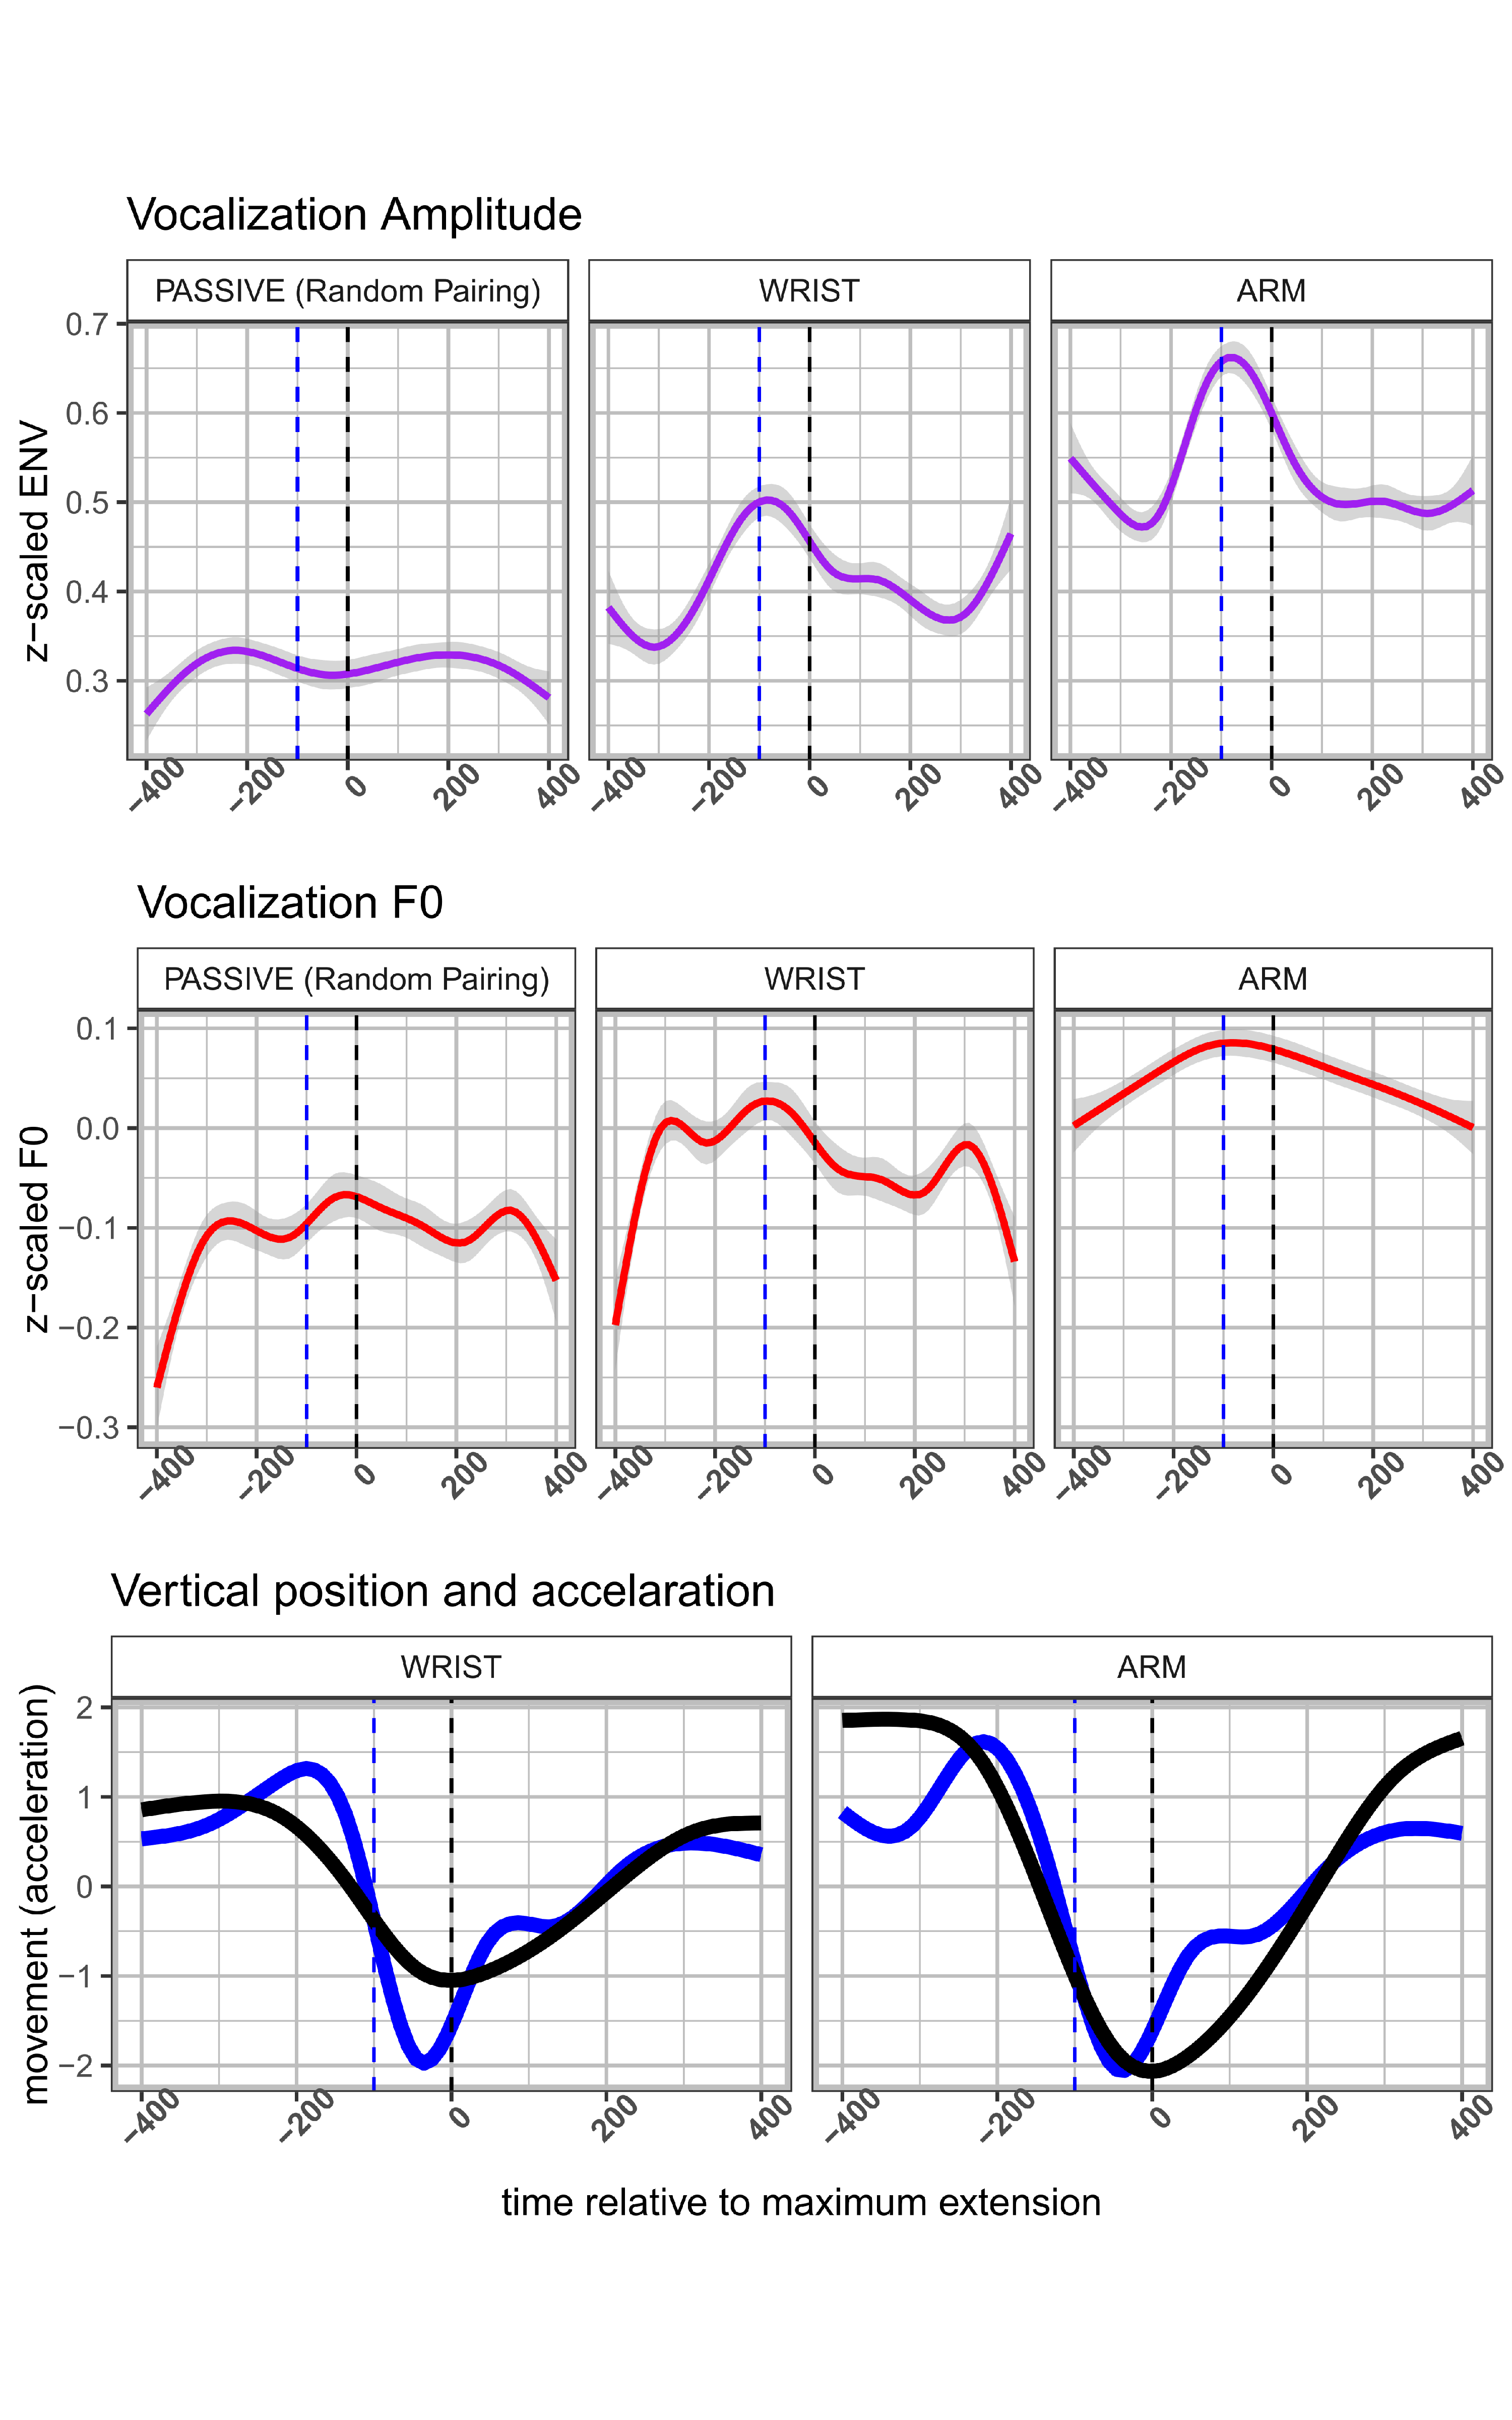 Vocalization Amplitude
PASSIVE (Random Pairing) WRIST ARM
z−scaled ENV
0.7
0.6
0.5
0.4
0.3
−400 −200 0 200 400 −400 −200 0 200 400 −400 −200 0 200 400
Vocalization F0
PASSIVE (Random Pairing) WRIST ARM
z−scaled F0
0.1
0.0
−0.1
−0.2
−0.3
−400 −200 0 200 400 −400 −200 0 200 400 −400 −200 0 200 400
Vertical position and accelaration
WRIST ARM
movement (acceleration)
2
1
0
−1
−2
−400 −200 0 200 400 −400 −200 0 200 400
time relative to maximum extension